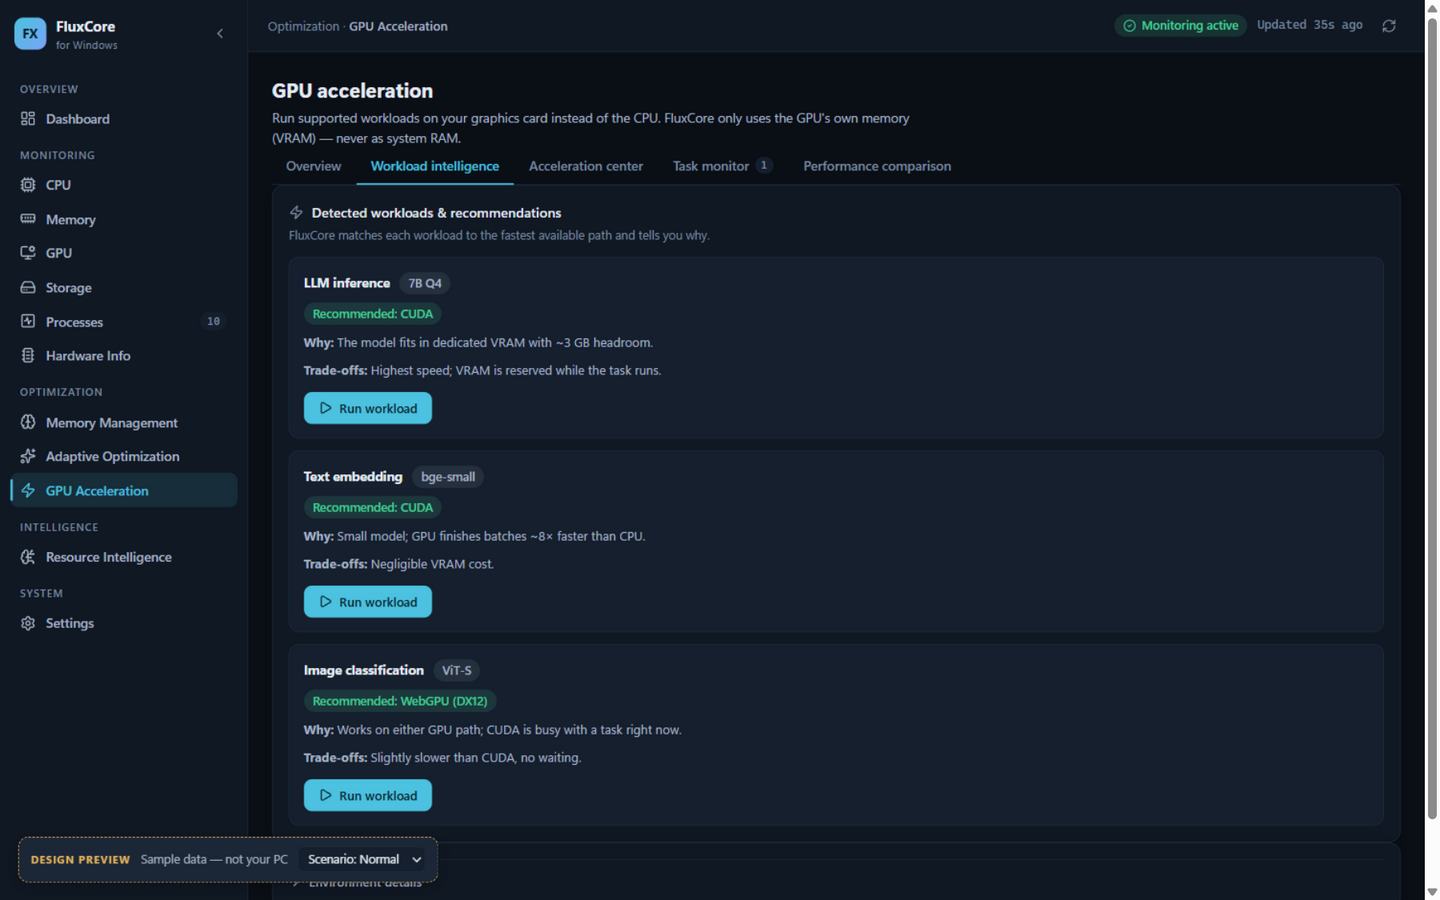 FX
FluxCore
for Windows
OVERVIEW
Dashboard
MONITORING
CPU
Memory
GPU
Storage
Processes 10
Hardware Info
OPTIMIZATION
Memory Management
Adaptive Optimization
GPU Acceleration
INTELLIGENCE
Resource Intelligence
SYSTEM
Settings
Optimization · GPU Acceleration
Monitoring active Updated 35s ago
GPU acceleration
Run supported workloads on your graphics card instead of the CPU. FluxCore only uses the GPU's own memory
(VRAM) — never as system RAM.
Overview Workload intelligence Acceleration center Task monitor 1 Performance comparison
Detected workloads & recommendations
FluxCore matches each workload to the fastest available path and tells you why.
LLM inference 7B Q4
Recommended: CUDA
Why: The model fits in dedicated VRAM with ~3 GB headroom.
Trade-offs: Highest speed; VRAM is reserved while the task runs.
Run workload
Text embedding bge-small
Recommended: CUDA
Why: Small model; GPU finishes batches ~8× faster than CPU.
Trade-offs: Negligible VRAM cost.
Run workload
Image classification ViT-S
Recommended: WebGPU (DX12)
Why: Works on either GPU path; CUDA is busy with a task right now.
Trade-offs: Slightly slower than CUDA, no waiting.
Run workload
DESIGN PREVIEW Sample data — not your PC Scenario: Normal
Environment details